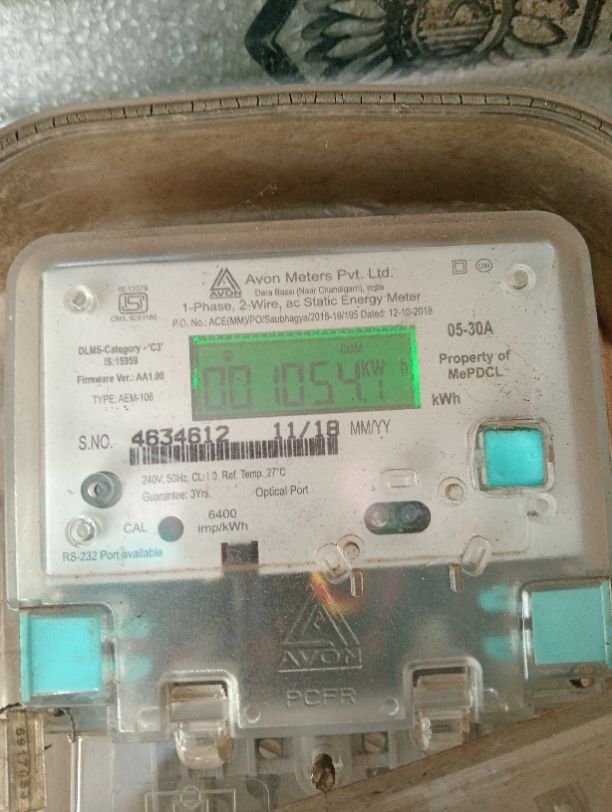 Avon Meters Pvt. Ltd.
AVON
Dera Bassi (Near Chandigarh), India
1-Phase, 2-Wire, ac Static Energy Meter
P.O. No.: ACE(MM)/PO/Saubhagya/2018-19/195 Dated: 12-10-2018
IS 13779
ISI
DLMS-Category -'C3'
IS:15959
Firmware Ver.: AA1.00
TYPE: AEM-106
CUM
001054.1 KW h
kWh
05-30A
Property of
MePDCL
S.NO. 4634612 11/18 MM/YY
240V, 50Hz, CL:1.0, Ref. Temp.:27°C
Guarantee: 3Yrs. Optical Port
CAL 6400
imp/kWh
RS-232 Port available
AVON
PCFR